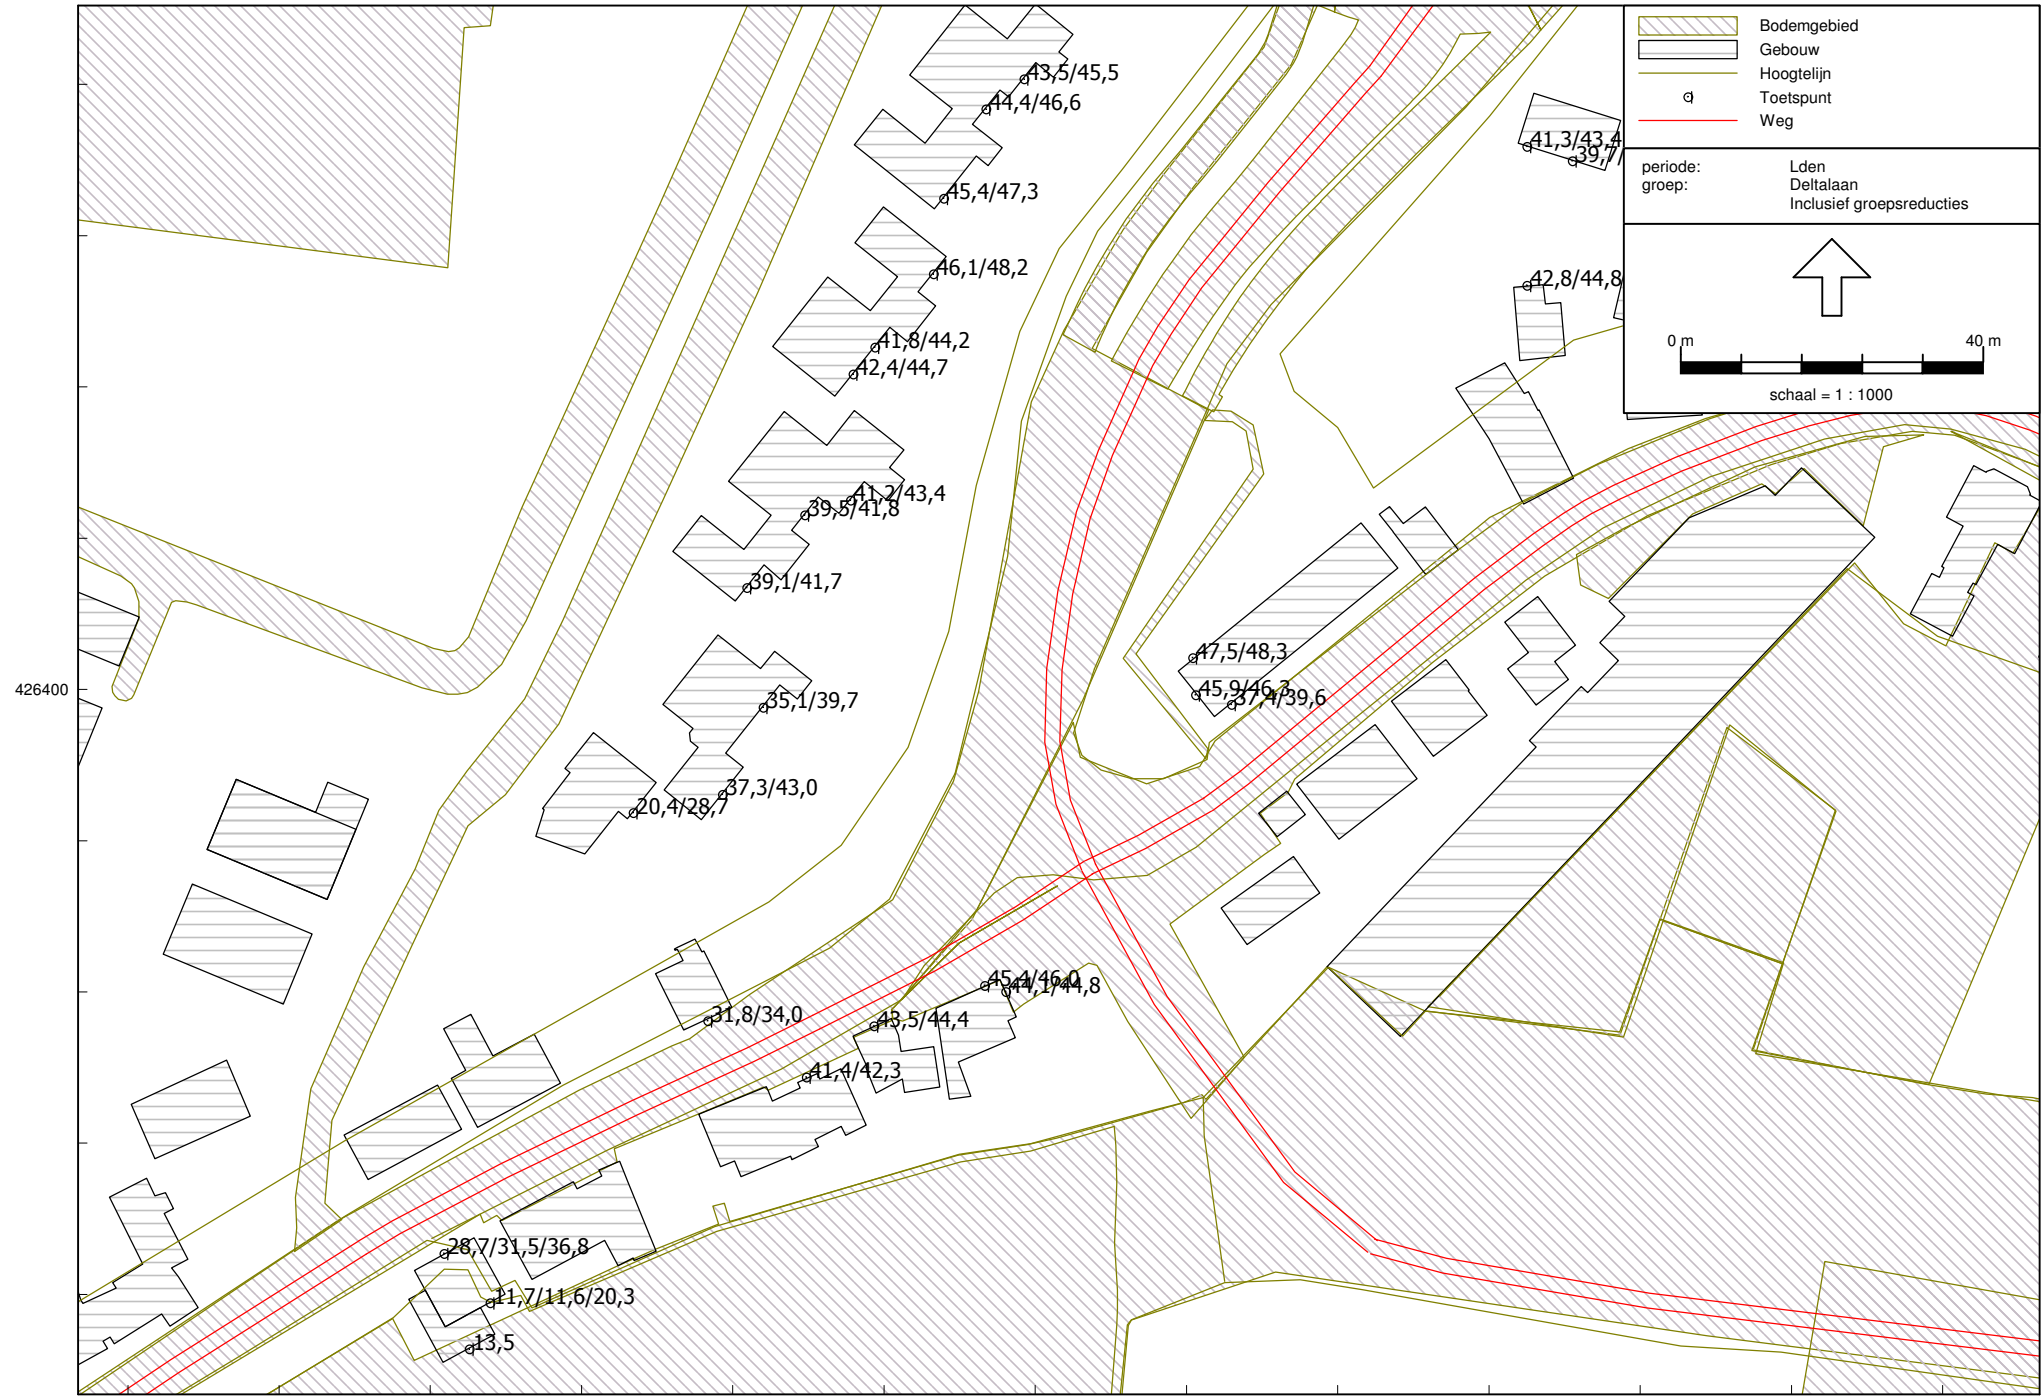 Bodemgebied
Gebouw
Hoogtelijn
Toetspunt
Weg
periode: Lden
groep: Deltalaan
Inclusief groepsreducties
0 m 40 m
schaal = 1 : 1000
43,5/45,5
44,4/46,6
41,3/43,4
39,7/
45,4/47,3
46,1/48,2
42,8/44,8
41,8/44,2
42,4/44,7
41,2/43,4
39,5/41,8
39,1/41,7
47,5/48,3
426400
45,9/46,3
37,4/39,6
35,1/39,7
37,3/43,0
20,4/28,7
45,4/46,0
44,1/44,8
31,8/34,0
43,5/44,4
41,4/42,3
28,7/31,5/36,8
11,7/11,6/20,3
13,5